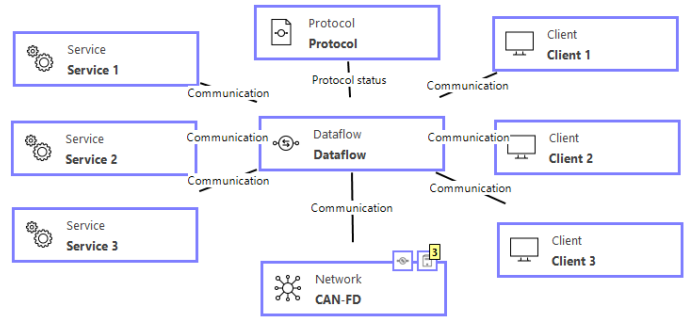 Protocol
Protocol
Service
Service 1
Client
Client 1
Protocol status
Communication
Communication
Service
Service 2
Communication
Dataflow
Dataflow
Communication
Client
Client 2
Communication
Communication
Communication
Service
Service 3
Client
Client 3
3
Network
CAN-FD